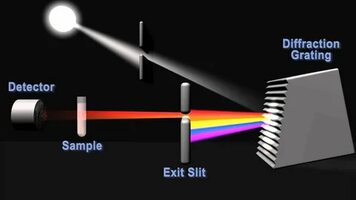 Diffraction
Grating
Detector
Sample
Exit Slit